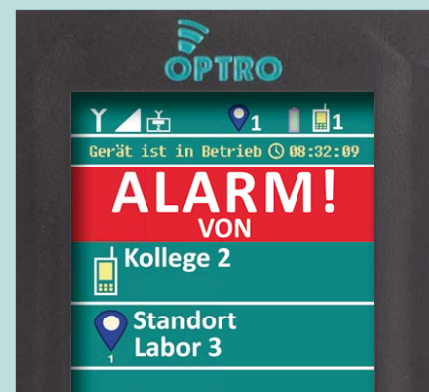 OPTRO
1 1
Gerät ist in Betrieb 08:32:09
ALARM!
VON
Kollege 2
Standort
Labor 3
1